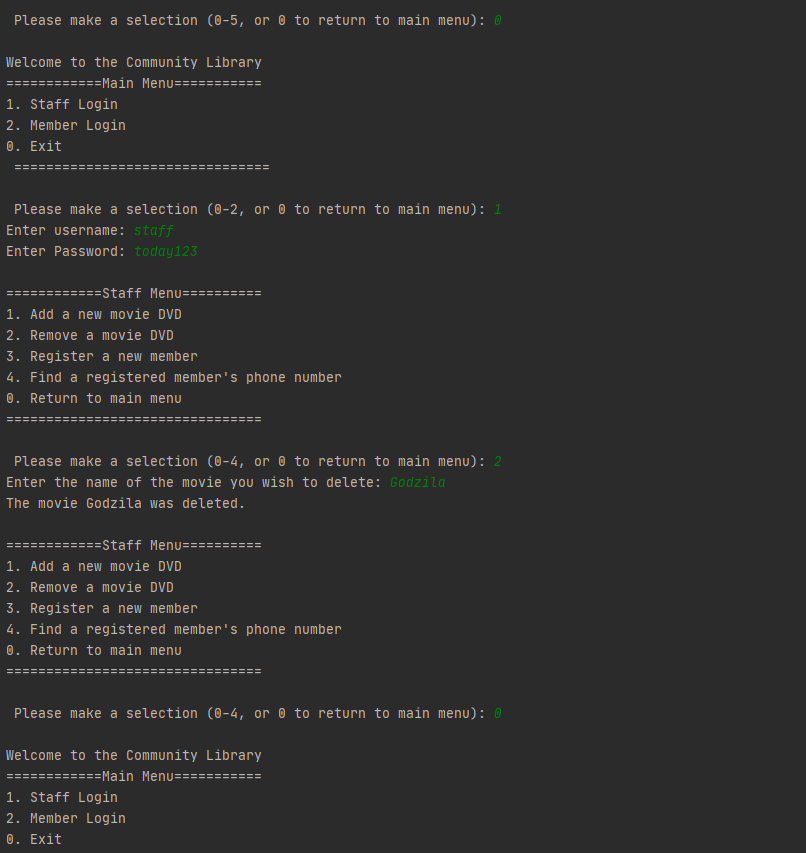 Please make a selection (0-5, or 0 to return to main menu): 0
Welcome to the Community Library
============Main Menu===========
1. Staff Login
2. Member Login
0. Exit
================================
Please make a selection (0-2, or 0 to return to main menu): 1
Enter username: staff
Enter Password: today123
============Staff Menu==========
1. Add a new movie DVD
2. Remove a movie DVD
3. Register a new member
4. Find a registered member's phone number
0. Return to main menu
================================
Please make a selection (0-4, or 0 to return to main menu): 2
Enter the name of the movie you wish to delete: Godzila
The movie Godzila was deleted.
============Staff Menu==========
1. Add a new movie DVD
2. Remove a movie DVD
3. Register a new member
4. Find a registered member's phone number
0. Return to main menu
================================
Please make a selection (0-4, or 0 to return to main menu): 0
Welcome to the Community Library
============Main Menu===========
1. Staff Login
2. Member Login
0. Exit